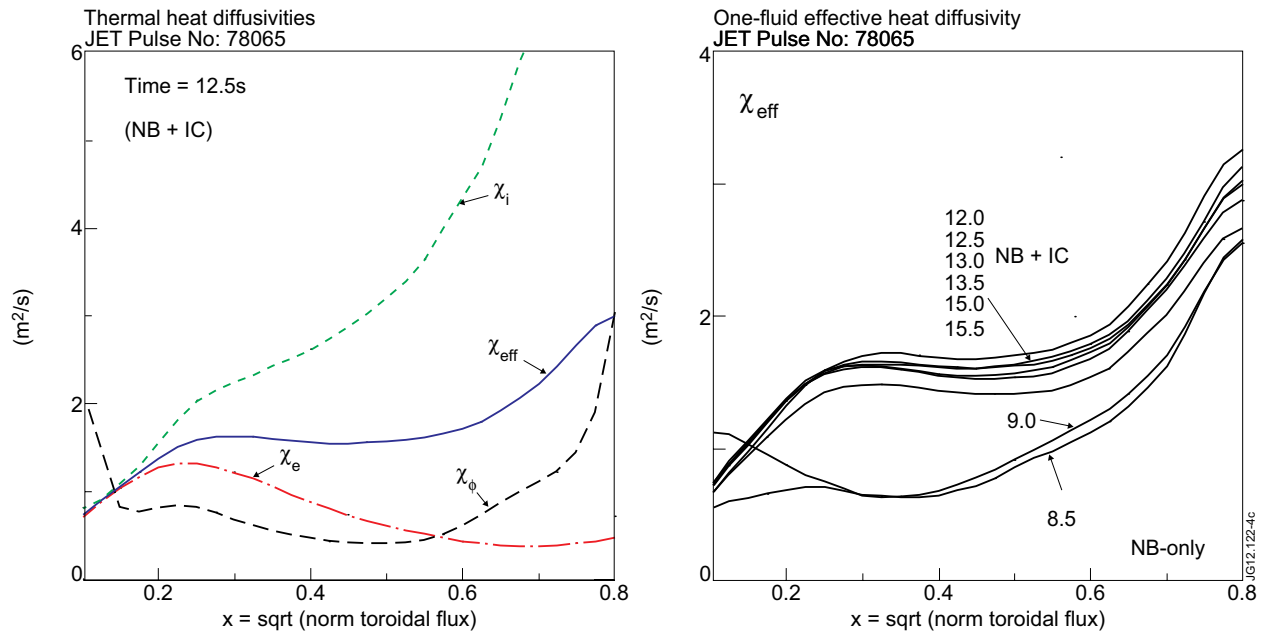 Thermal heat diffusivities
JET Pulse No: 78065
6
Time = 12.5s
(NB + IC)
χi
4
(m²/s)
χeff
2
χe
χϕ
0
0.2 0.4 0.6 0.8
x = sqrt (norm toroidal flux)
One-fluid effective heat diffusivity
JET Pulse No: 78065
4
χeff
12.0
12.5
13.0 NB + IC
13.5
15.0
15.5
2
(m²/s)
9.0
8.5
NB-only
0
0.2 0.4 0.6 0.8
x = sqrt (norm toroidal flux)
JG12.122-4c